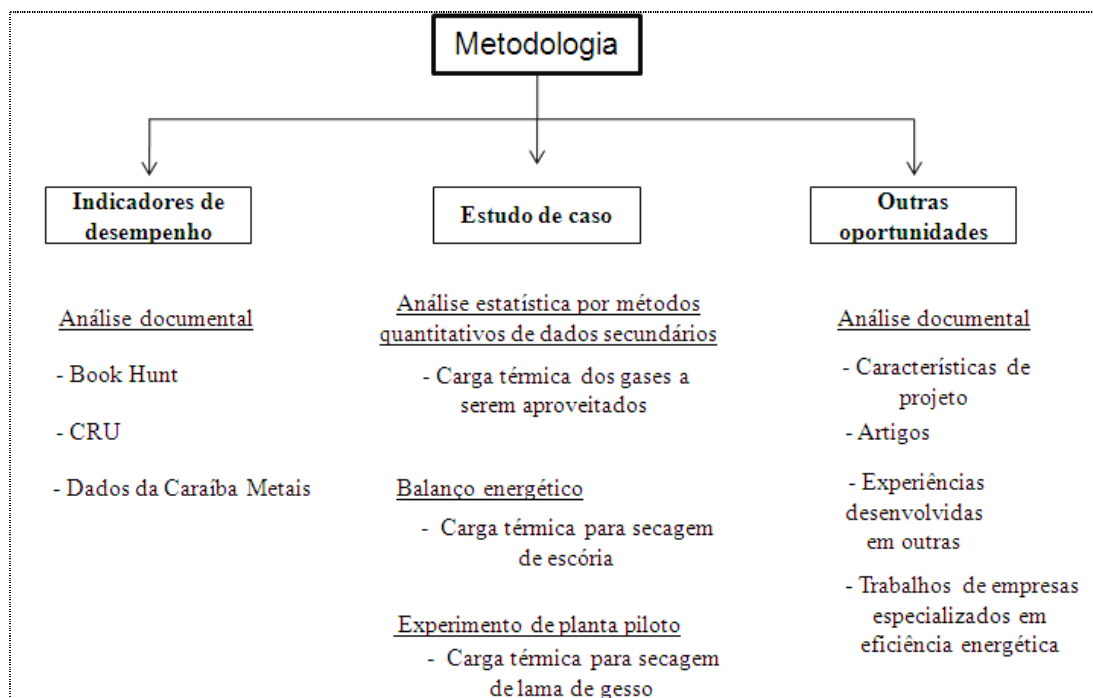 Metodologia
Indicadores de
desempenho
Estudo de caso
Outras
oportunidades
Análise documental
- Book Hunt
- CRU
- Dados da Caraíba Metais
Análise estatística por métodos
quantitativos de dados secundários
- Carga térmica dos gases a
serem aproveitados
Balanço energético
- Carga térmica para secagem
de escória
Experimento de planta piloto
- Carga térmica para secagem
de lama de gesso
Análise documental
- Características de
projeto
- Artigos
- Experiências
desenvolvidas
em outras
- Trabalhos de empresas
especializados em
eficiência energética